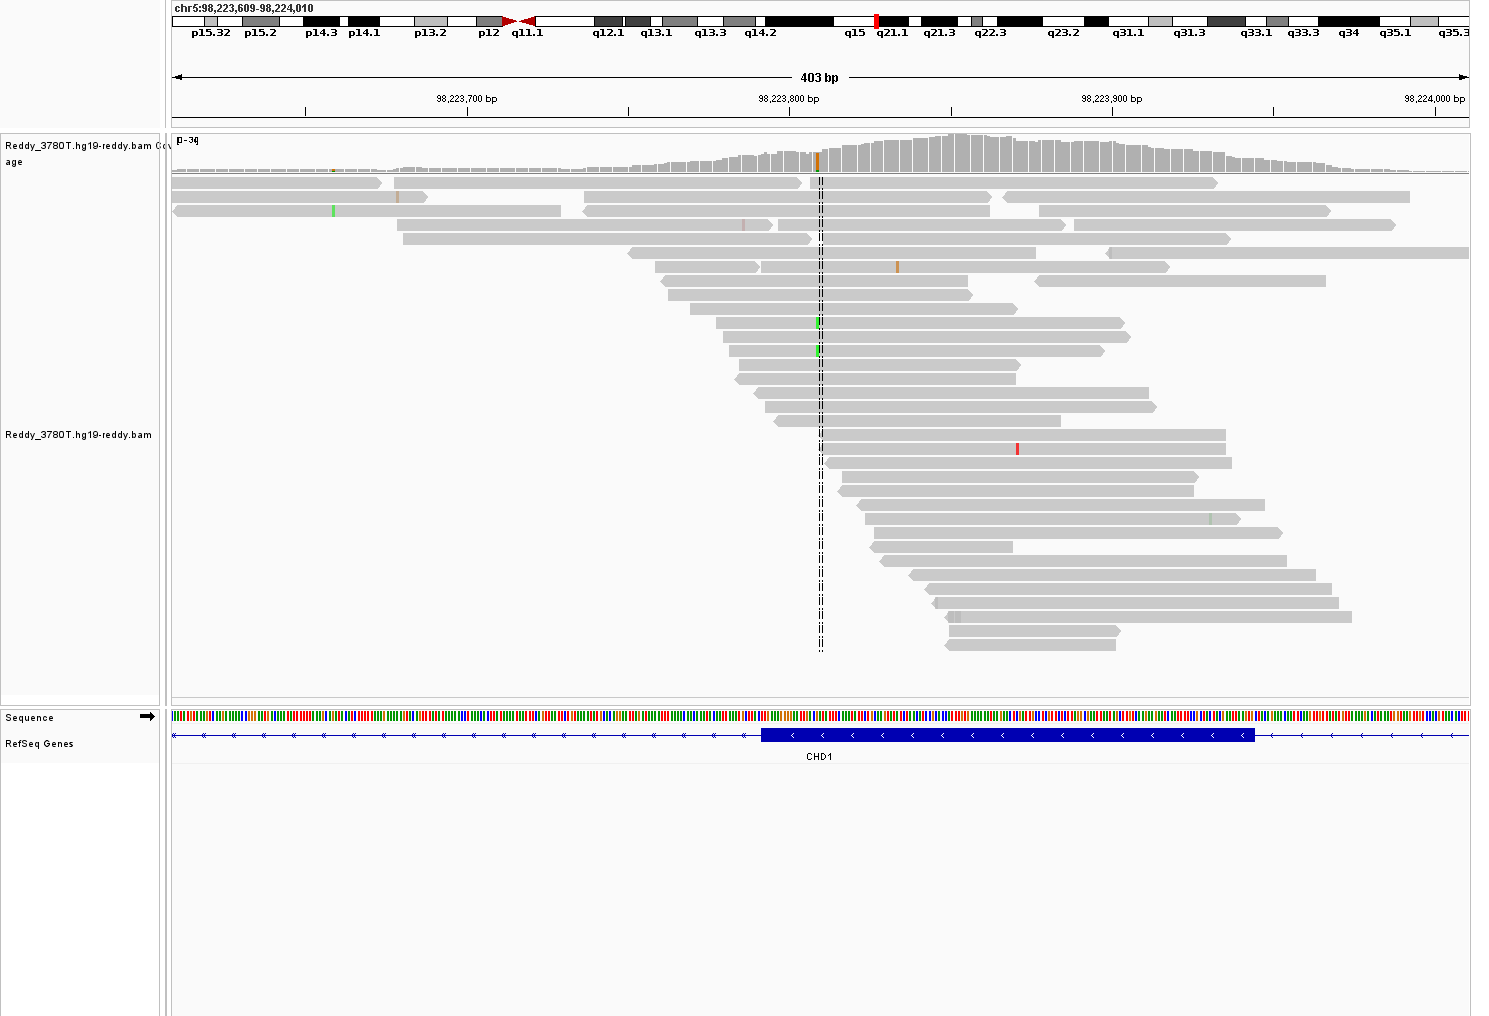 chr5:98,223,609-98,224,010
p15.32 p15.2 p14.3 p14.1 p13.2 p12 q11.1 q12.1 q13.1 q13.3 q14.2 q15 q21.1 q21.3 q22.3 q23.2 q31.1 q31.3 q33.1 q33.3 q34 q35.1 q35.3
403 bp
98,223,700 bp 98,223,800 bp 98,223,900 bp 98,224,000 bp
[0-34]
Reddy_3780T.hg19-reddy.bam Cov
age
Reddy_3780T.hg19-reddy.bam
Sequence
RefSeq Genes
CHD1